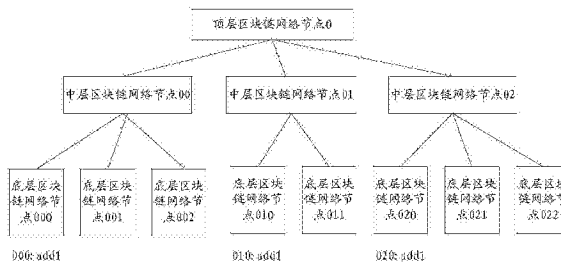 顶层区块链网络节点0
中层区块链网络节点00
中层区块链网络节点01
中层区块链网络节点02
底层区块
链网络节
点000
底层区块
链网络节
点001
底层区块
链网络节
点002
底层区块
链网络节
点010
底层区块
链网络节
点011
底层区块
链网络节
点020
底层区块
链网络节
点021
底层区块
链网络节
点022
000: add1
010: add1
020: add1